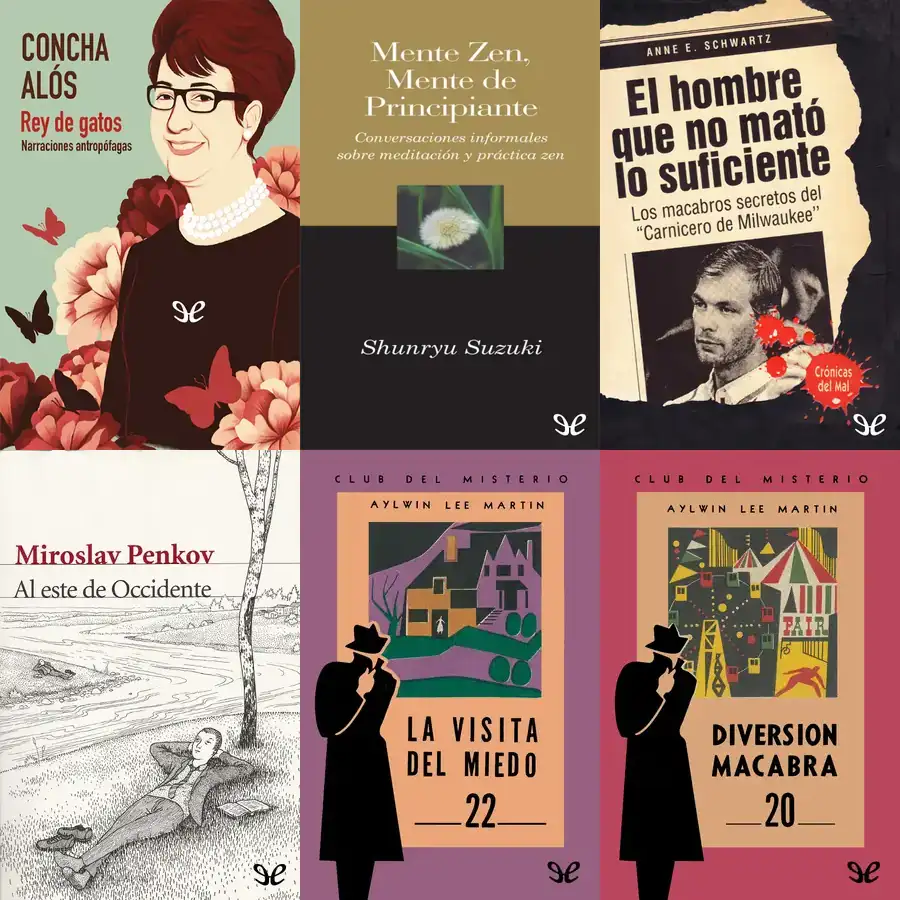 CONCHA
ALÓS
Rey de gatos
Narraciones antropófagas
Mente Zen,
Mente de
Principiante
Conversaciones informales
sobre meditación y práctica zen
Shunryu Suzuki
ANNE E. SCHWARTZ
El hombre
que no mató
lo suficiente
Los macabros secretos del
“Carnicero de Milwaukee”
Crónicas
del Mal
Miroslav Penkov
Al este de Occidente
CLUB DEL MISTERIO
AYLWIN LEE MARTIN
LA VISITA
DEL MIEDO
22
CLUB DEL MISTERIO
AYLWIN LEE MARTIN
FAIR
DIVERSION
MACABRA
20